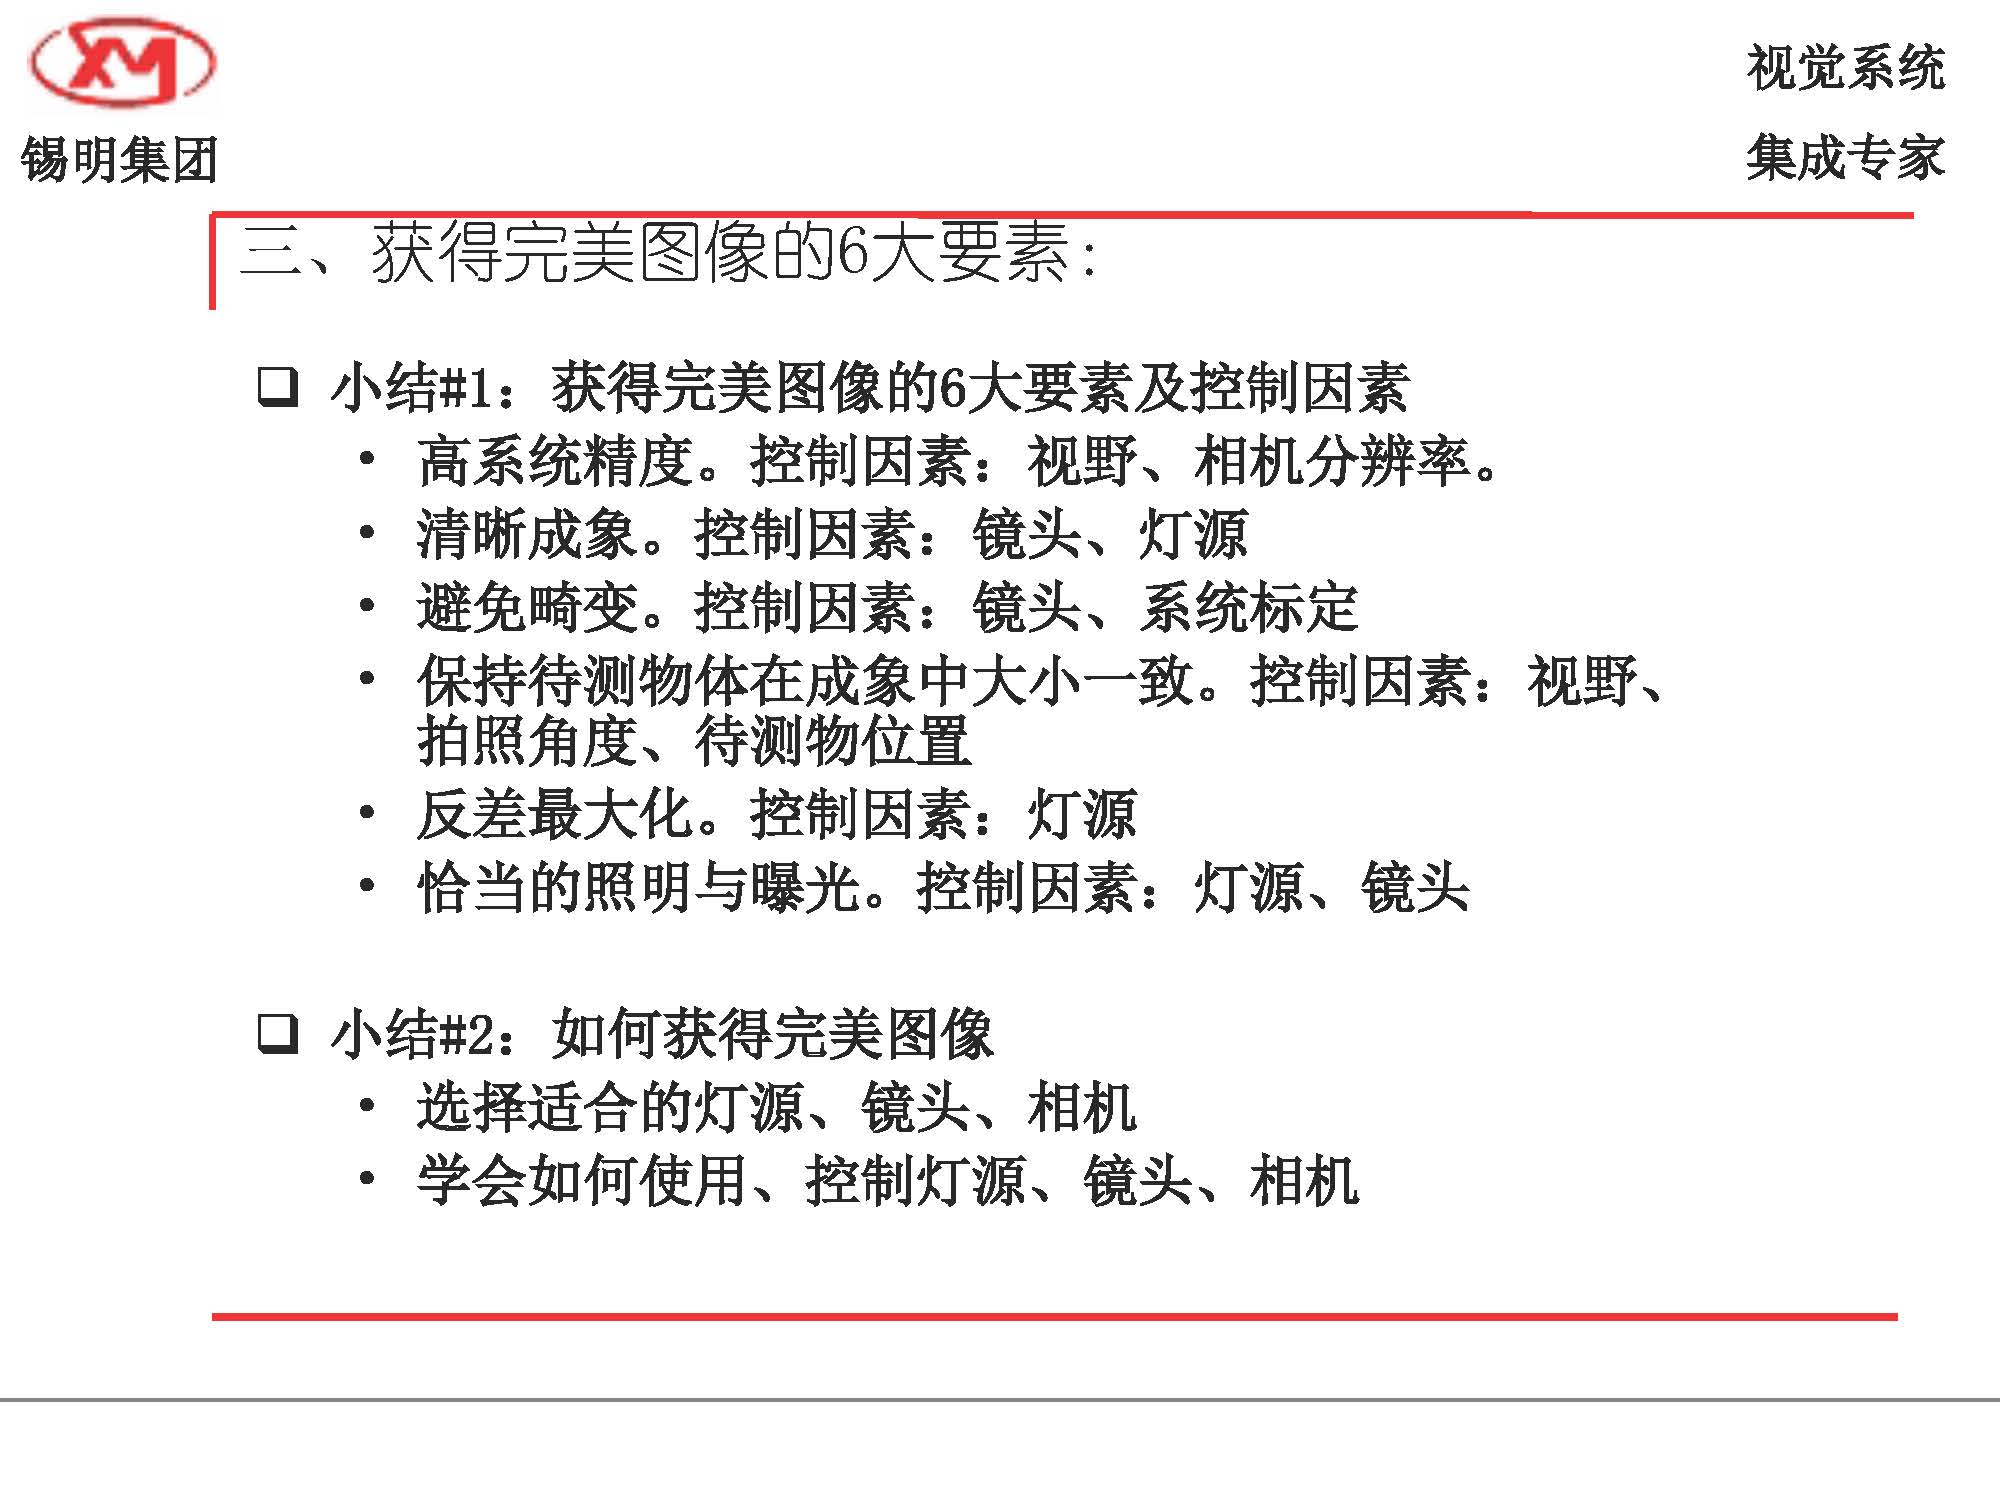 XM
锡明集团
视觉系统
集成专家
三、获得完美图像的6大要素：
❑ 小结#1：获得完美图像的6大要素及控制因素
• 高系统精度。控制因素：视野、相机分辨率。
• 清晰成象。控制因素：镜头、灯源
• 避免畸变。控制因素：镜头、系统标定
• 保持待测物体在成象中大小一致。控制因素：视野、
拍照角度、待测物位置
• 反差最大化。控制因素：灯源
• 恰当的照明与曝光。控制因素：灯源、镜头
❑ 小结#2：如何获得完美图像
• 选择适合的灯源、镜头、相机
• 学会如何使用、控制灯源、镜头、相机